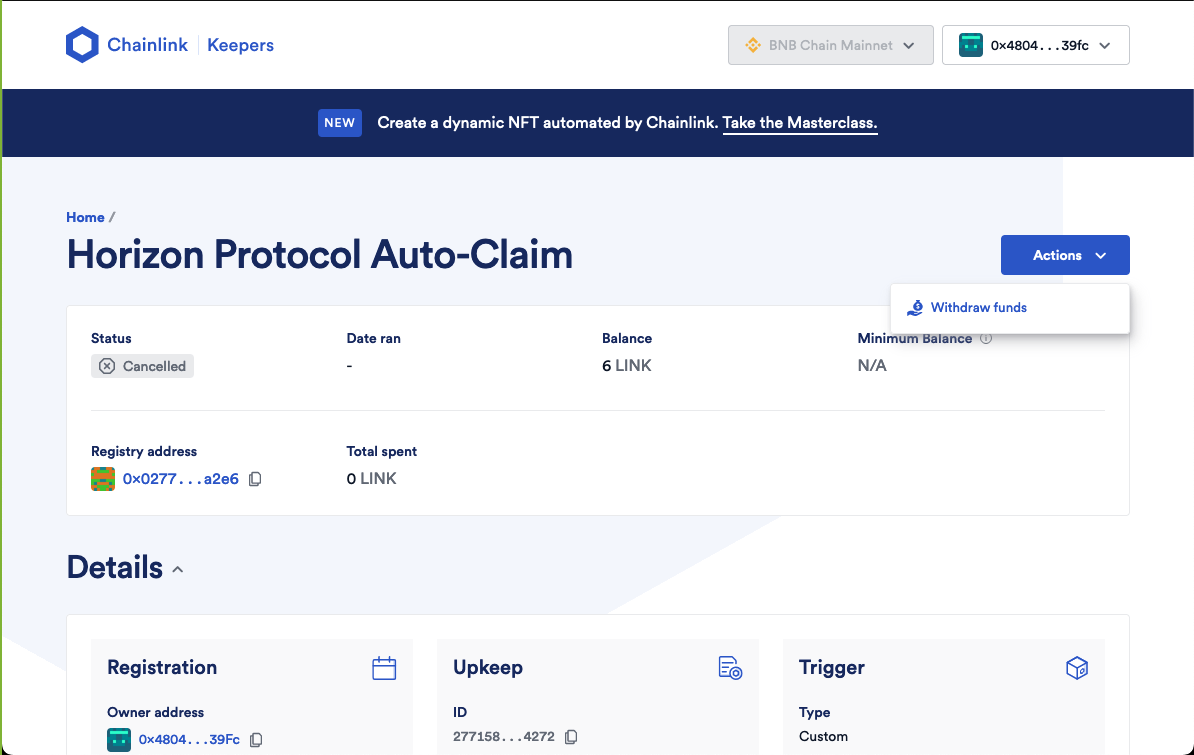 Chainlink | Keepers
BNB Chain Mainnet
0x4804...39fc
NEW Create a dynamic NFT automated by Chainlink. Take the Masterclass.
Home /
Horizon Protocol Auto-Claim
Actions
Withdraw funds
Status
Cancelled
Date ran
-
Balance
6 LINK
Minimum Balance
N/A
Registry address
0x0277...a2e6
Total spent
0 LINK
Details
Registration
Owner address
0x4804...39Fc
Upkeep
ID
277158...4272
Trigger
Type
Custom